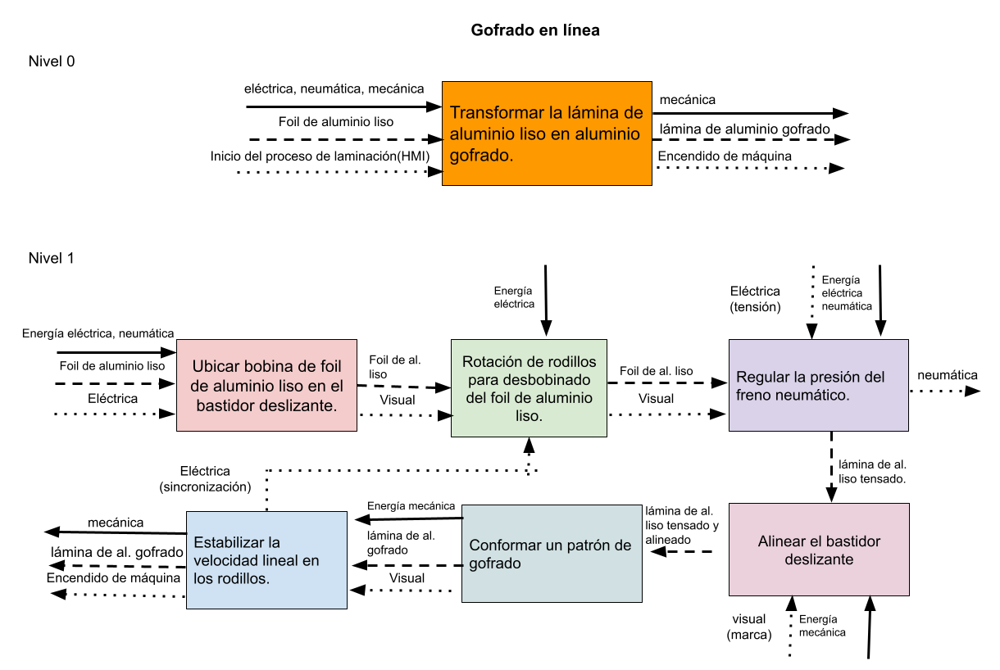 Gofrado en línea
Nivel 0
eléctrica, neumática, mecánica
Foil de aluminio liso
Inicio del proceso de laminación(HMI)
Transformar la lámina de
aluminio liso en aluminio
gofrado.
mecánica
lámina de aluminio gofrado
Encendido de máquina
Nivel 1
Energía eléctrica, neumática
Foil de aluminio liso
Eléctrica
Ubicar bobina de foil
de aluminio liso en el
bastidor deslizante.
Foil de al.
liso
Visual
Energía
eléctrica
Rotación de rodillos
para desbobinado
del foil de aluminio
liso.
Foil de al. liso
Visual
Eléctrica
(tensión)
Energía
eléctrica
neumática
Regular la presión del
freno neumático.
neumática
lámina de al.
liso tensado.
Alinear el bastidor
deslizante
visual
(marca)
Energía
mecánica
lámina de al.
liso tensado y
alineado
Conformar un patrón de
gofrado
Energía mecánica
lámina de al.
gofrado
Visual
Eléctrica
(sincronización)
Estabilizar la
velocidad lineal en
los rodillos.
mecánica
lámina de al. gofrado
Encendido de máquina